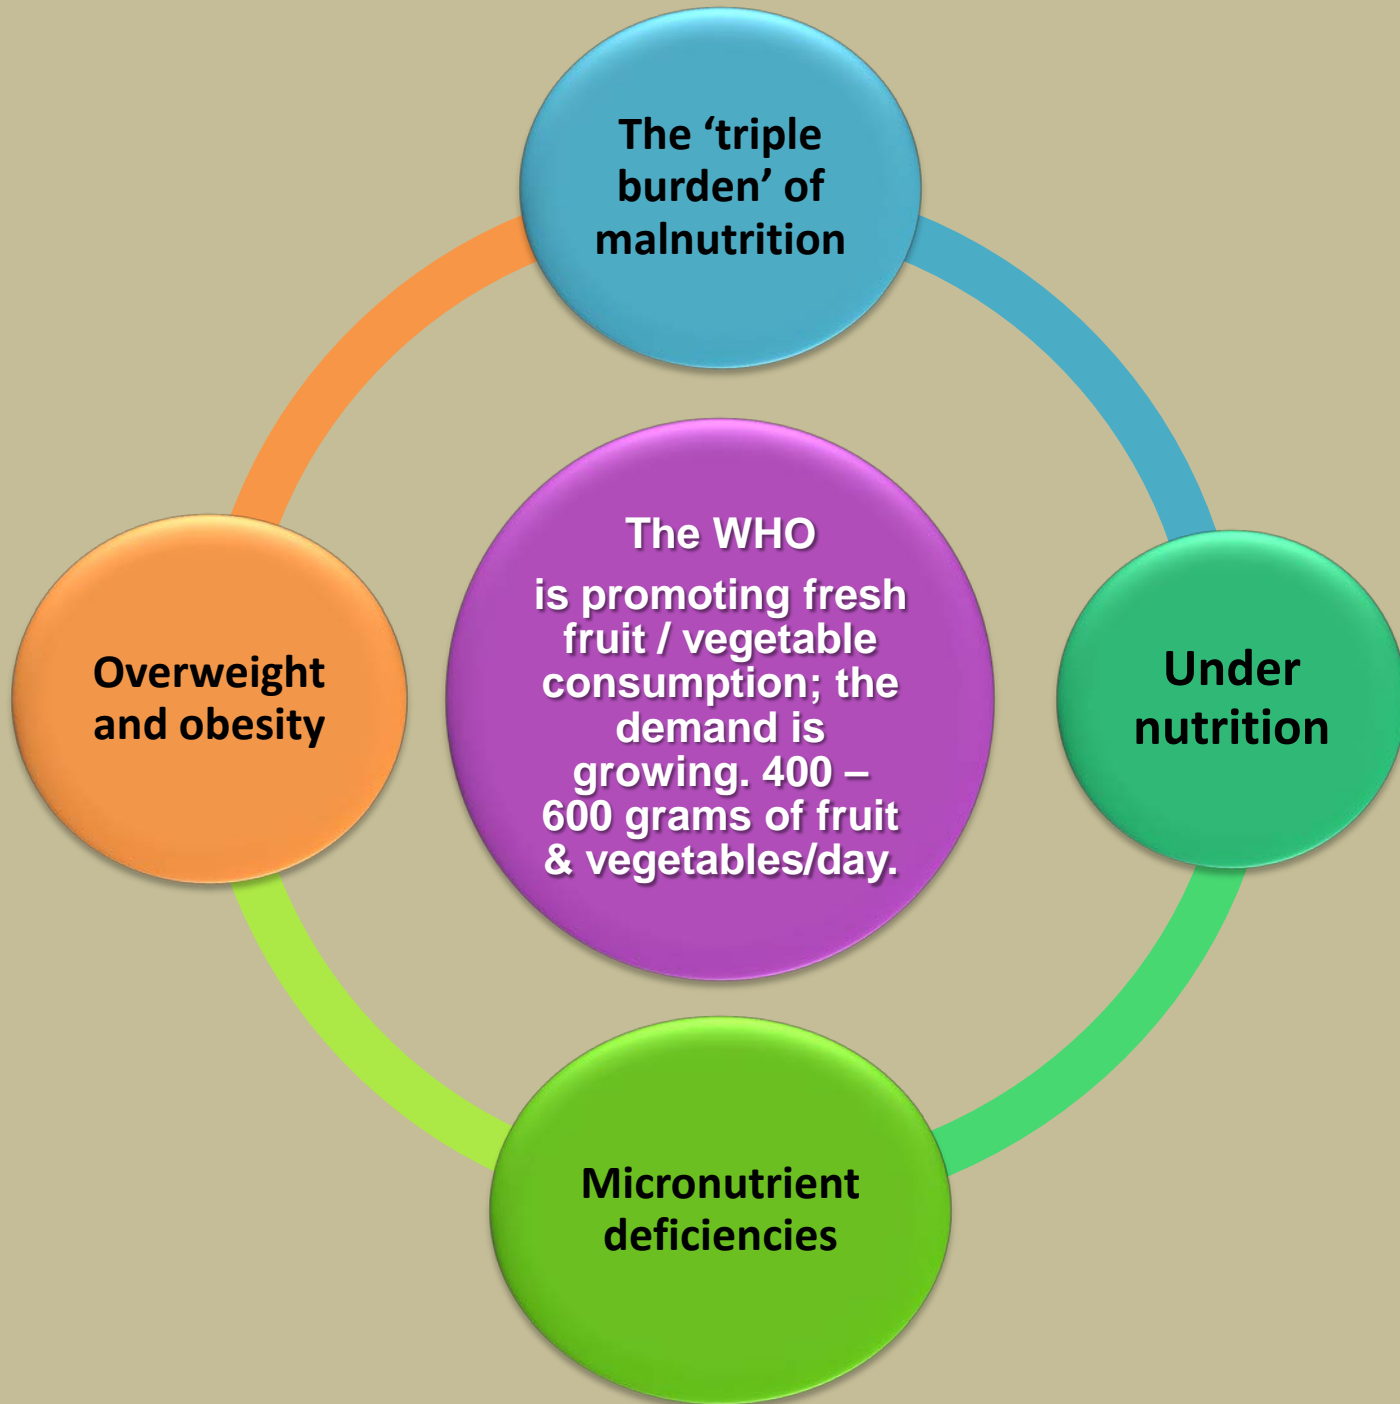 The ‘triple
burden’ of
malnutrition
The WHO
is promoting fresh
fruit / vegetable
consumption; the
demand is
growing. 400 –
600 grams of fruit
& vegetables/day.
Overweight
and obesity
Under
nutrition
Micronutrient
deficiencies